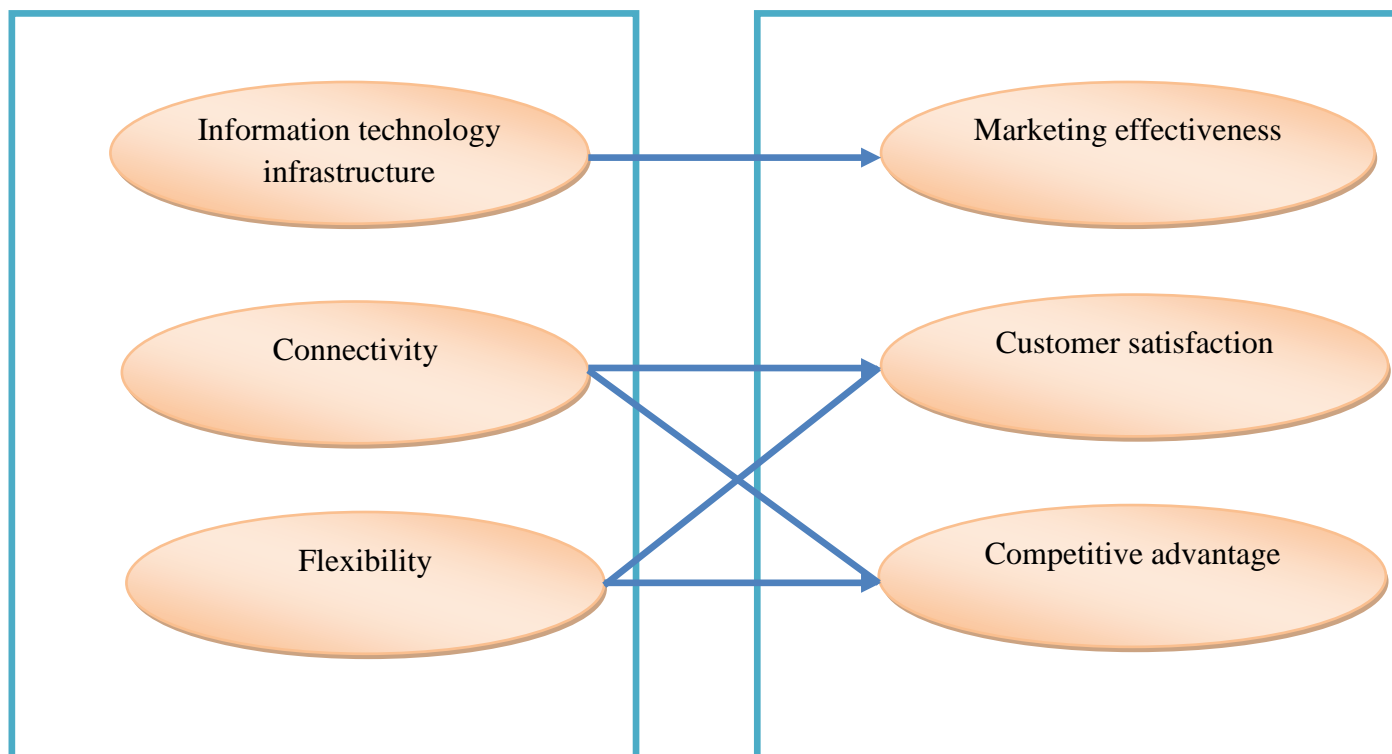 Information technology
infrastructure
Marketing effectiveness
Connectivity
Customer satisfaction
Flexibility
Competitive advantage